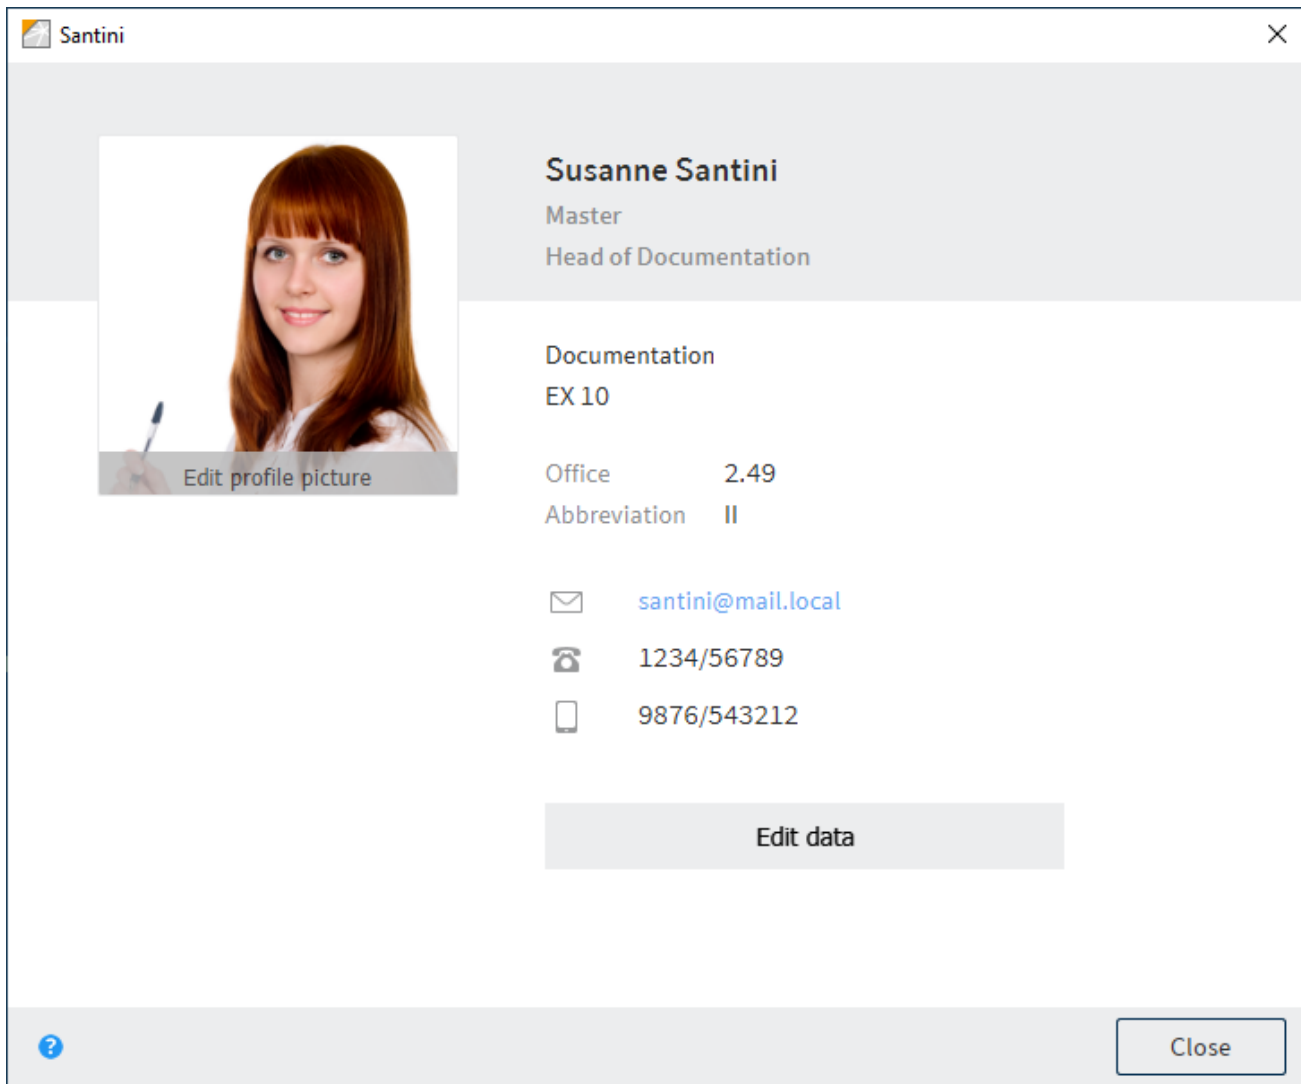 Santini
Susanne Santini
Master
Head of Documentation
Edit profile picture
Documentation
EX 10
Office 2.49
Abbreviation II
santini@mail.local
1234/56789
9876/543212
Edit data
?
Close